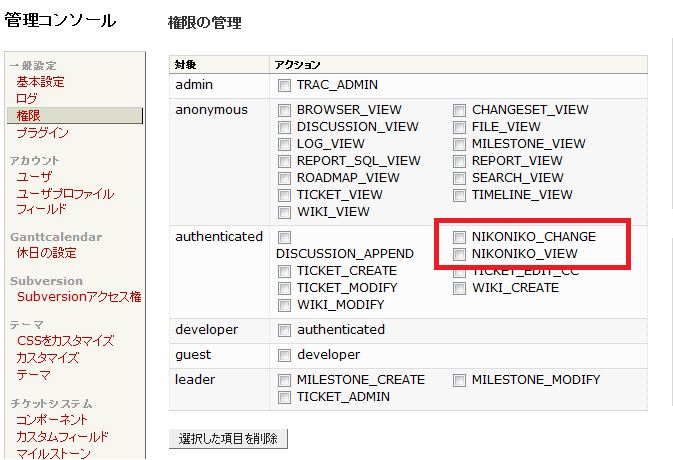 管理コンソール
一般設定
基本設定
ログ
権限
プラグイン
アカウント
ユーザ
ユーザプロファイル
フィールド
Ganttcalendar
休日の設定
Subversion
Subversionアクセス権
テーマ
CSSをカスタマイズ
カスタマイズ
テーマ
チケットシステム
コンポーネント
カスタムフィールド
マイルストーン
権限の管理
対象 アクション
admin TRAC_ADMIN
anonymous BROWSER_VIEW CHANGESET_VIEW
DISCUSSION_VIEW FILE_VIEW
LOG_VIEW MILESTONE_VIEW
REPORT_SQL_VIEW REPORT_VIEW
ROADMAP_VIEW SEARCH_VIEW
TICKET_VIEW TIMELINE_VIEW
WIKI_VIEW
authenticated NIKONIKO_CHANGE
DISCUSSION_APPEND NIKONIKO_VIEW
TICKET_CREATE TICKET_EDIT_CC
TICKET_MODIFY WIKI_CREATE
WIKI_MODIFY
developer authenticated
guest developer
leader MILESTONE_CREATE MILESTONE_MODIFY
TICKET_ADMIN
選択した項目を削除